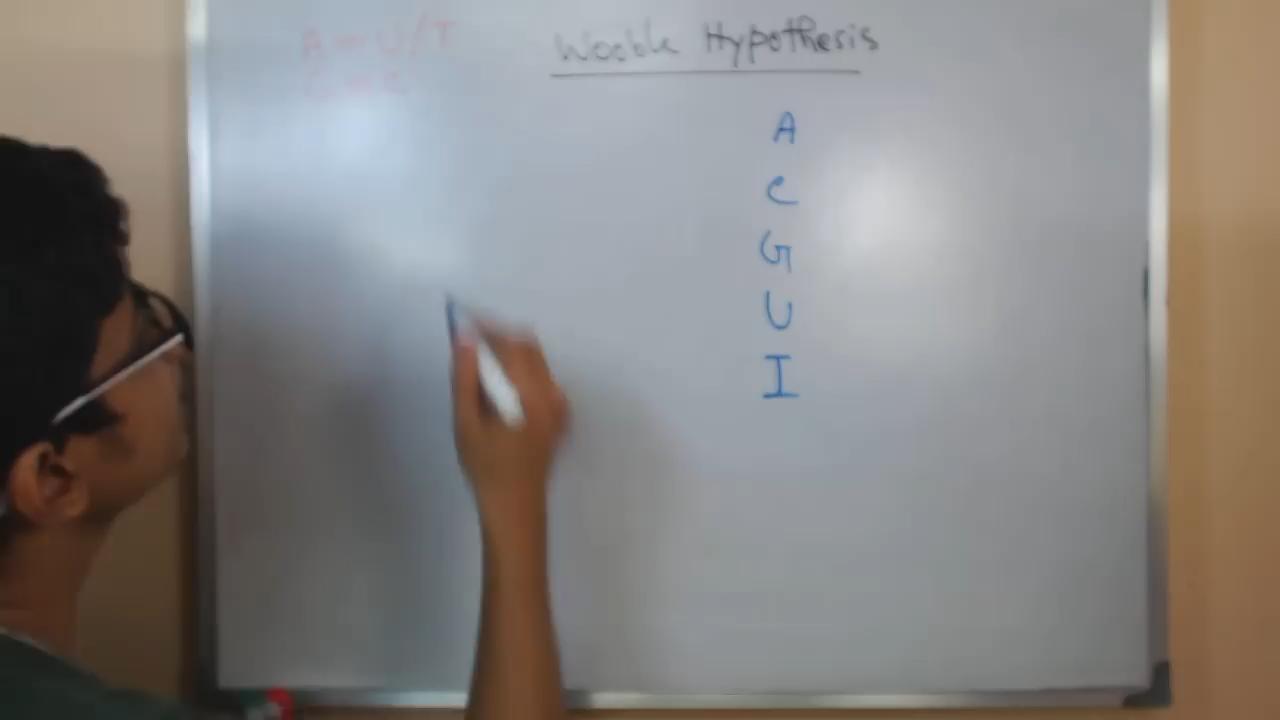 A = U/T
Wooble Hypothesis
G = C
A
C
G
U
I